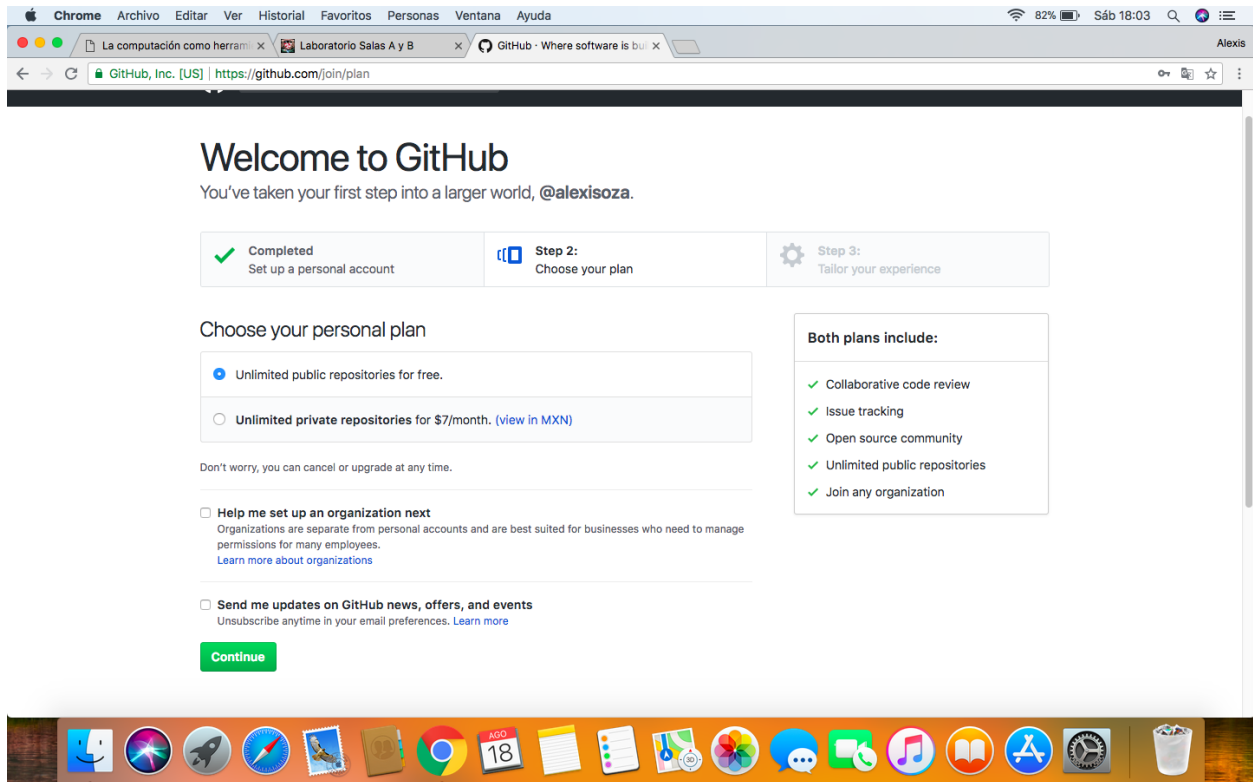 Chrome Archivo Editar Ver Historial Favoritos Personas Ventana Ayuda 82% Sáb 18:03
La computación como herrami Laboratorio Salas A y B GitHub · Where software is bui Alexis
GitHub, Inc. [US] https://github.com/join/plan
Welcome to GitHub
You've taken your first step into a larger world, @alexisoza.
Completed
Set up a personal account
Step 2:
Choose your plan
Step 3:
Tailor your experience
Choose your personal plan
Unlimited public repositories for free.
Unlimited private repositories for $7/month. (view in MXN)
Don't worry, you can cancel or upgrade at any time.
Help me set up an organization next
Organizations are separate from personal accounts and are best suited for businesses who need to manage
permissions for many employees.
Learn more about organizations
Send me updates on GitHub news, offers, and events
Unsubscribe anytime in your email preferences. Learn more
Continue
Both plans include:
Collaborative code review
Issue tracking
Open source community
Unlimited public repositories
Join any organization
AGO
18
3D